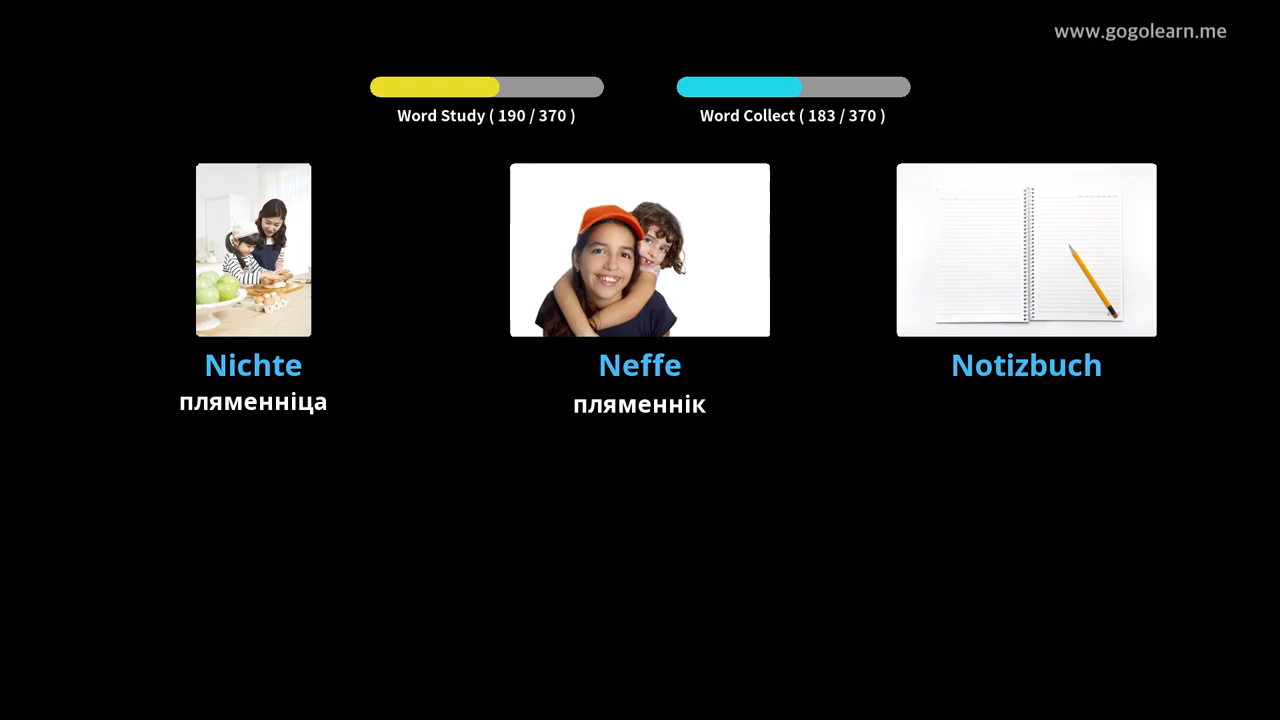 www.gogolearn.me
Word Study ( 190 / 370 )
Word Collect ( 183 / 370 )
Nichte
Neffe
Notizbuch
пляменніца
пляменнік